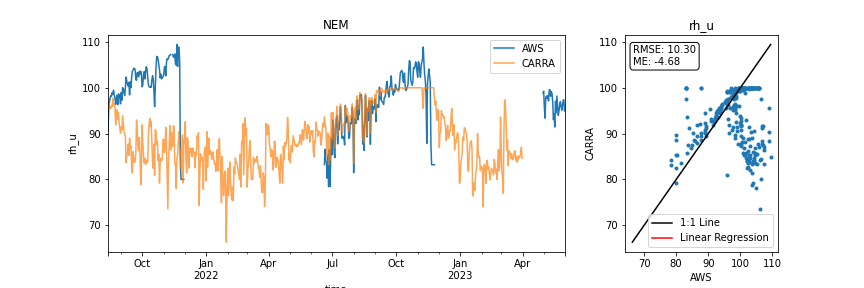 NEM
rh_u
110
100
90
80
70
AWS
CARRA
rh_u
Oct
Jan
2022
Apr
Jul
Oct
Jan
2023
Apr
time
rh_u
RMSE: 10.30
ME: -4.68
110
100
90
80
70
CARRA
1:1 Line
Linear Regression
70
80
90
100
110
AWS